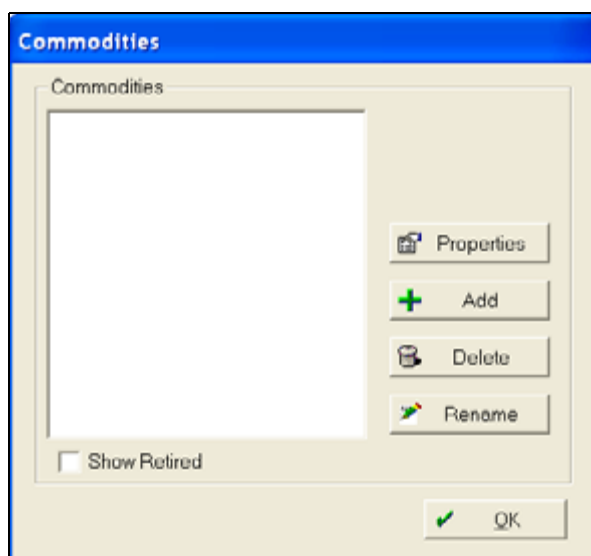 Commodities
Commodities
Properties
Add
Delete
Rename
Show Retired
OK